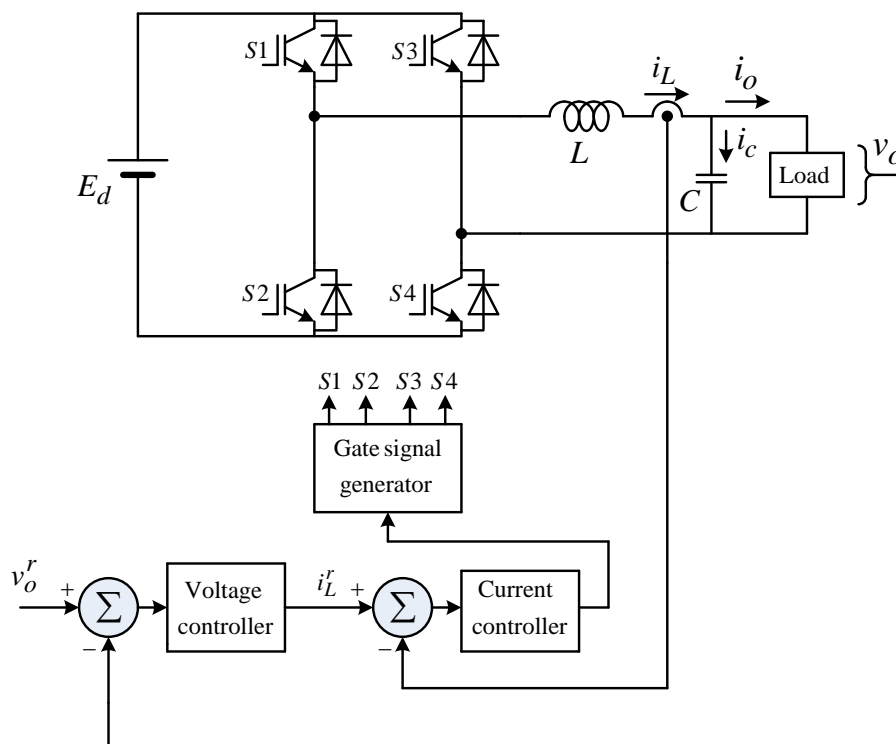 S1
S3
i_L
i_o
L
i_c
C
Load
v_o
E_d
S2
S4
S1 S2 S3 S4
Gate signal
generator
v_o^r
+
Σ
−
Voltage
controller
i_L^r
+
Σ
−
Current
controller